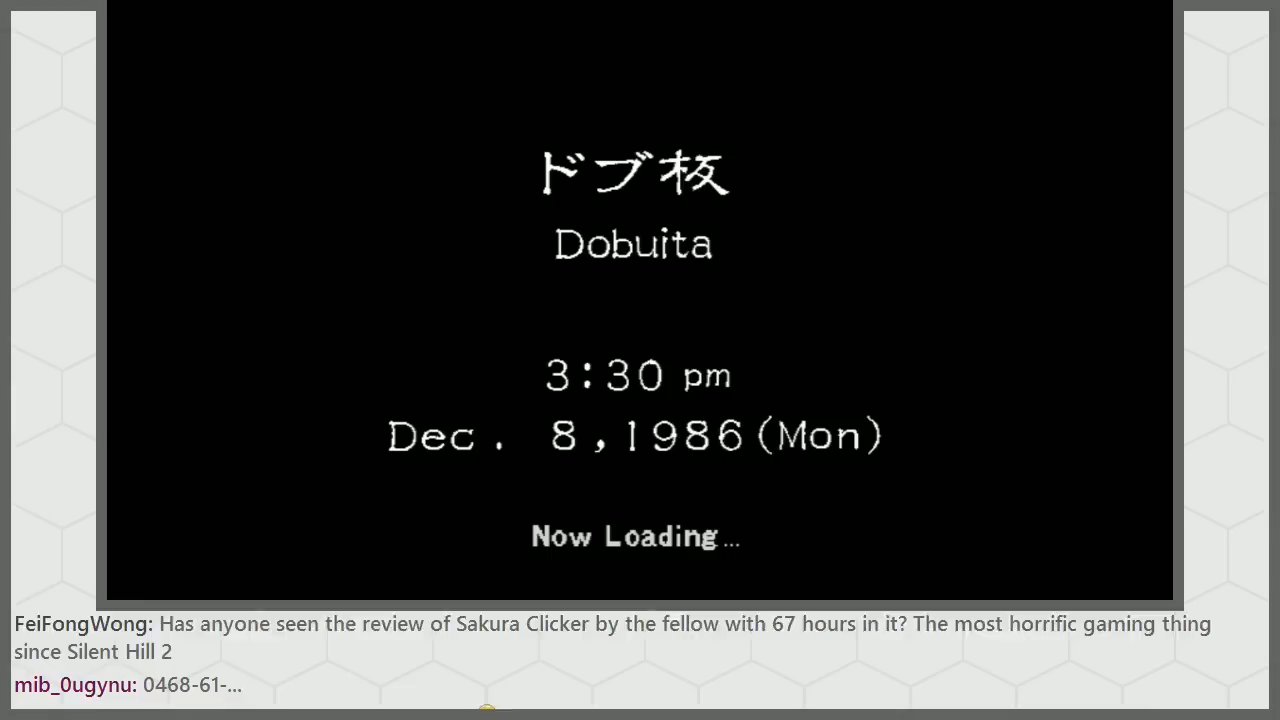 ドブ板
Dobuita
3:30 pm
Dec. 8,1986(Mon)
Now Loading...
FeiFongWong: Has anyone seen the review of Sakura Clicker by the fellow with 67 hours in it? The most horrific gaming thing
since Silent Hill 2
mib_0ugynu: 0468-61-...